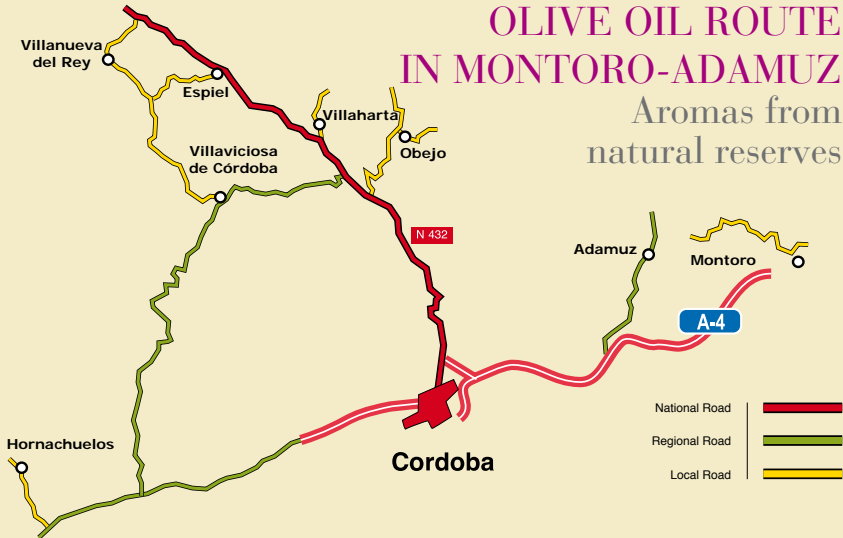 OLIVE OIL ROUTE
IN MONTORO-ADAMUZ
Aromas from
natural reserves
Villanueva
del Rey
Espiel
Villaharta
Obejo
Villaviciosa
de Córdoba
N 432
Adamuz
Montoro
A-4
National Road
Regional Road
Local Road
Hornachuelos
Cordoba